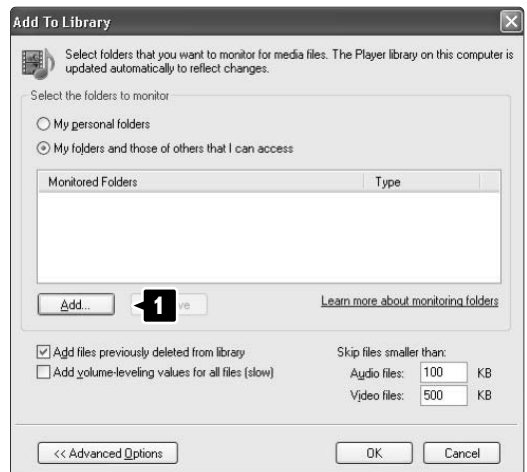 Add To Library
Select folders that you want to monitor for media files. The Player library on this computer is
updated automatically to reflect changes.
Select the folders to monitor
My personal folders
My folders and those of others that I can access
Monitored Folders Type
Add... 1 ve Learn more about monitoring folders
Add files previously deleted from library
Add volume-leveling values for all files (slow)
Skip files smaller than:
Audio files: 100 KB
Video files: 500 KB
<< Advanced Options OK Cancel